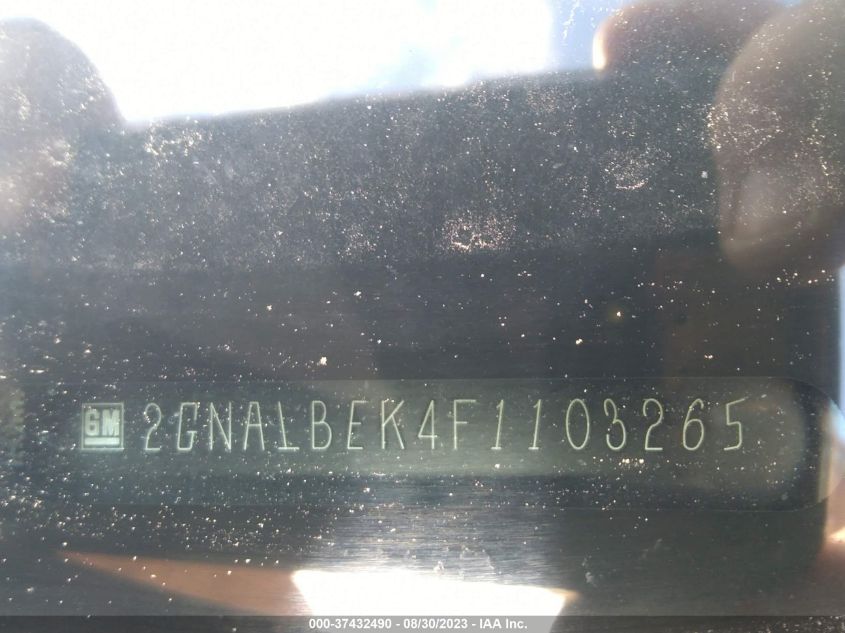 GM 2GNALBEK4F1103265
000-37432490 - 08/30/2023 - IAA Inc.